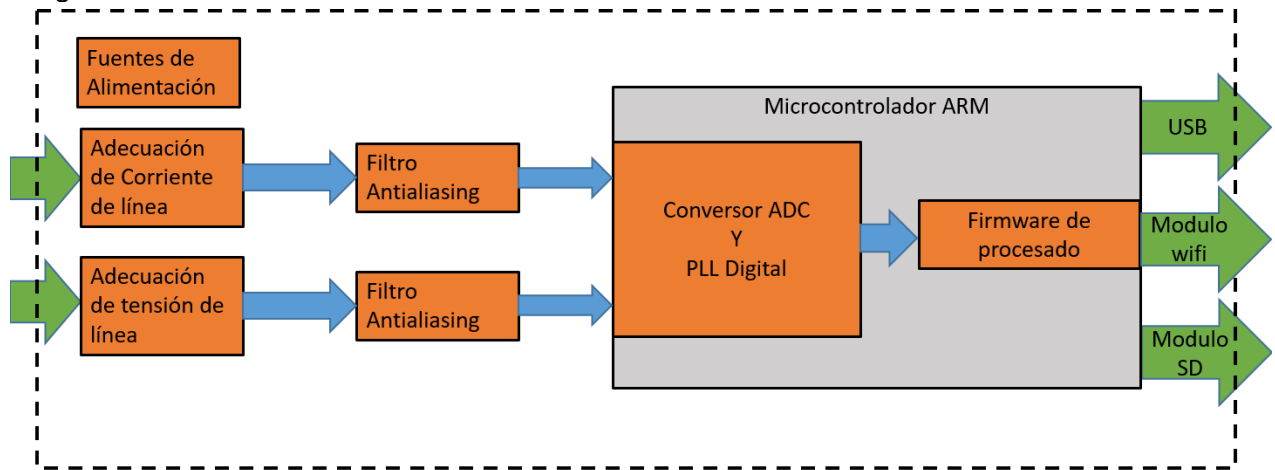 Fuentes de
Alimentación
Adecuación
de Corriente
de línea
Filtro
Antialiasing
Adecuación
de tensión de
línea
Filtro
Antialiasing
Microcontrolador ARM
Conversor ADC
Y
PLL Digital
Firmware de
procesado
USB
Modulo
wifi
Modulo
SD